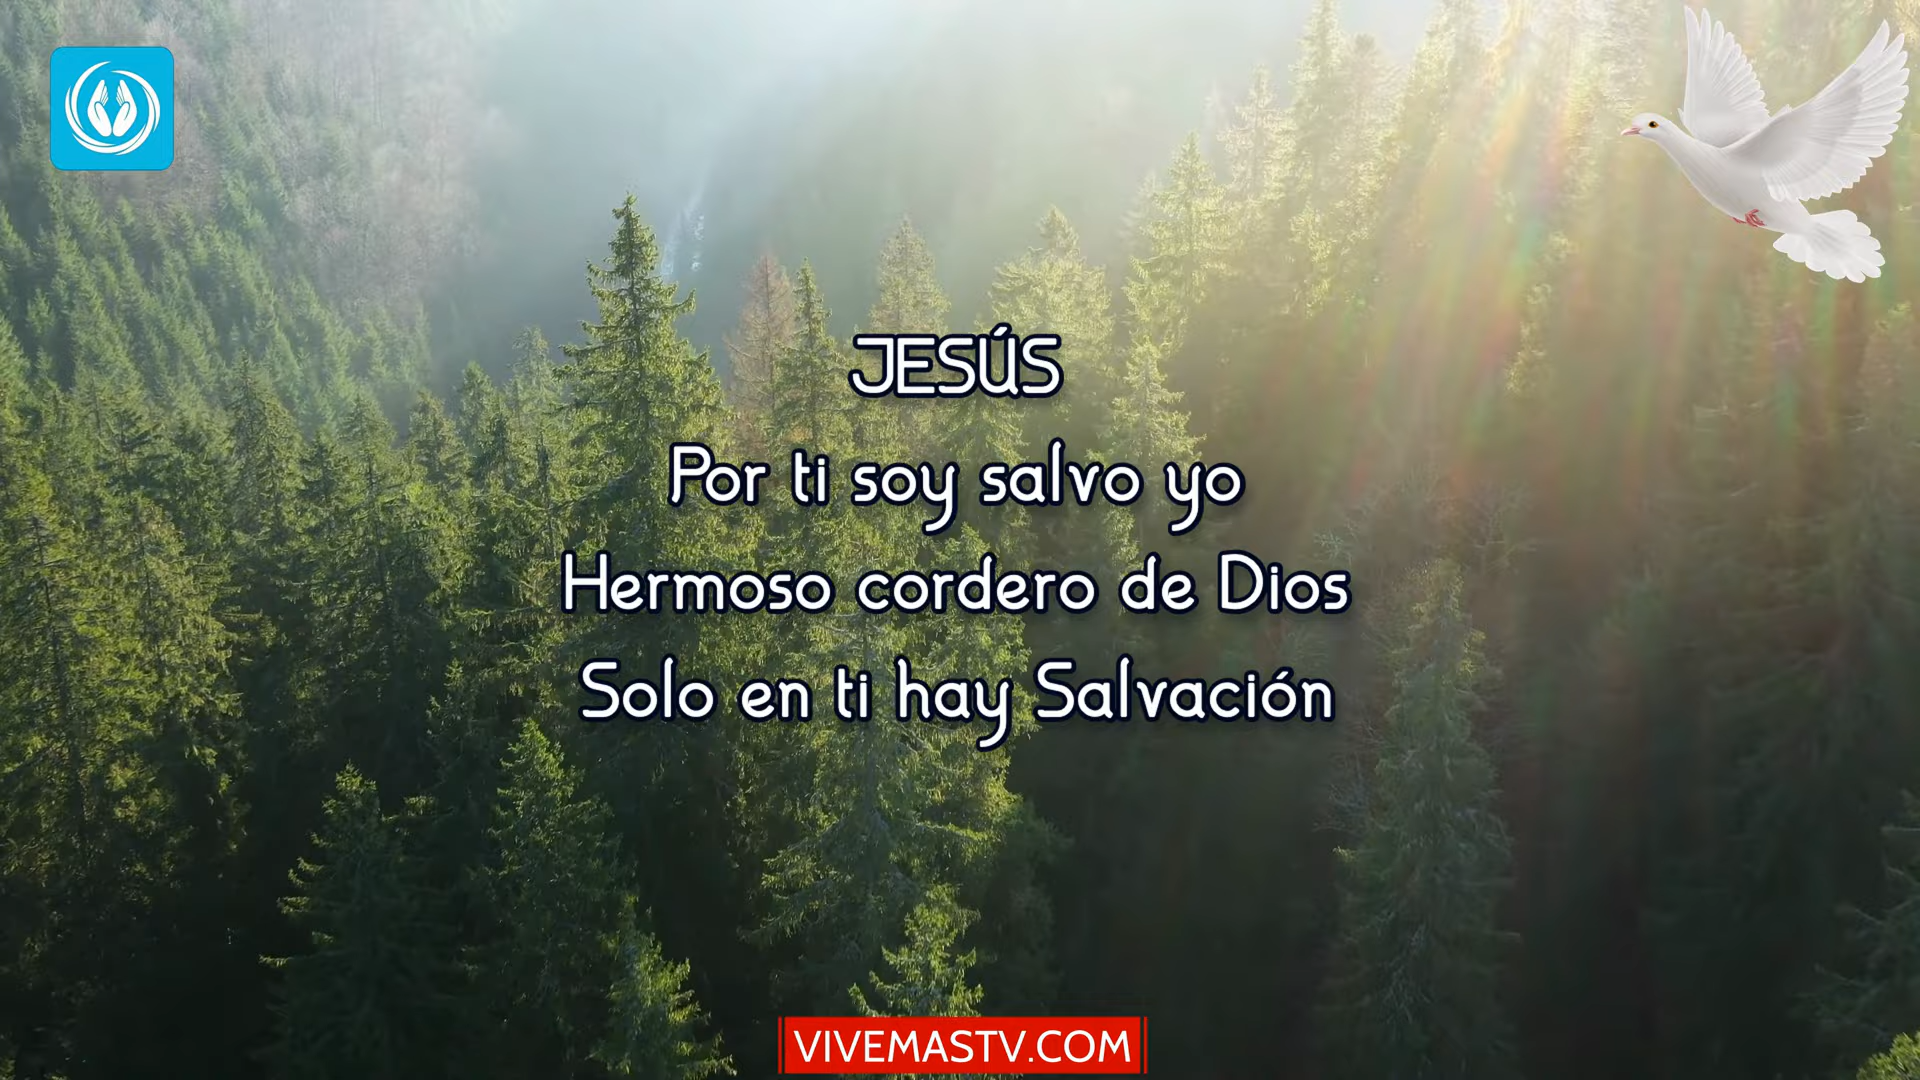 JESÚS
Por ti soy salvo yo
Hermoso cordero de Dios
Solo en ti hay Salvación
VIVEMASTV.COM